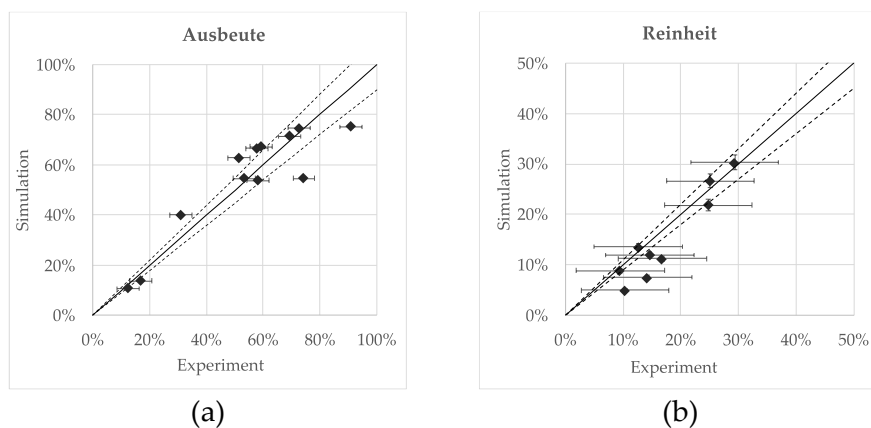 Ausbeute
100%
80%
60%
40%
20%
0%
Simulation
0% 20% 40% 60% 80% 100%
Experiment
(a)
Reinheit
50%
40%
30%
20%
10%
0%
Simulation
0% 10% 20% 30% 40% 50%
Experiment
(b)